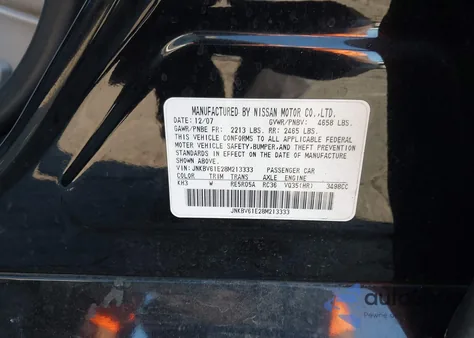 MANUFACTURED BY NISSAN MOTOR CO.,LTD.
DATE: 12/07 GVWR/PNBV: 4658 LBS.
GAWR/PNBE FR: 2213 LBS. RR: 2465 LBS.
THIS VEHICLE CONFORMS TO ALL APPLICABLE FEDERAL
MOTOR VEHICLE SAFETY,BUMPER,AND THEFT PREVENTION
STANDARDS IN EFFECT ON THE DATE OF MANUFACTURE
SHOWN ABOVE.
VIN: JNKBV61E28M213333 PASSENGER CAR
COLOR TRIM TRANS AXLE ENGINE
KH3 W RE5R05A RC36 VQ35(HR) 3498CC
JNKBV61E28M213333